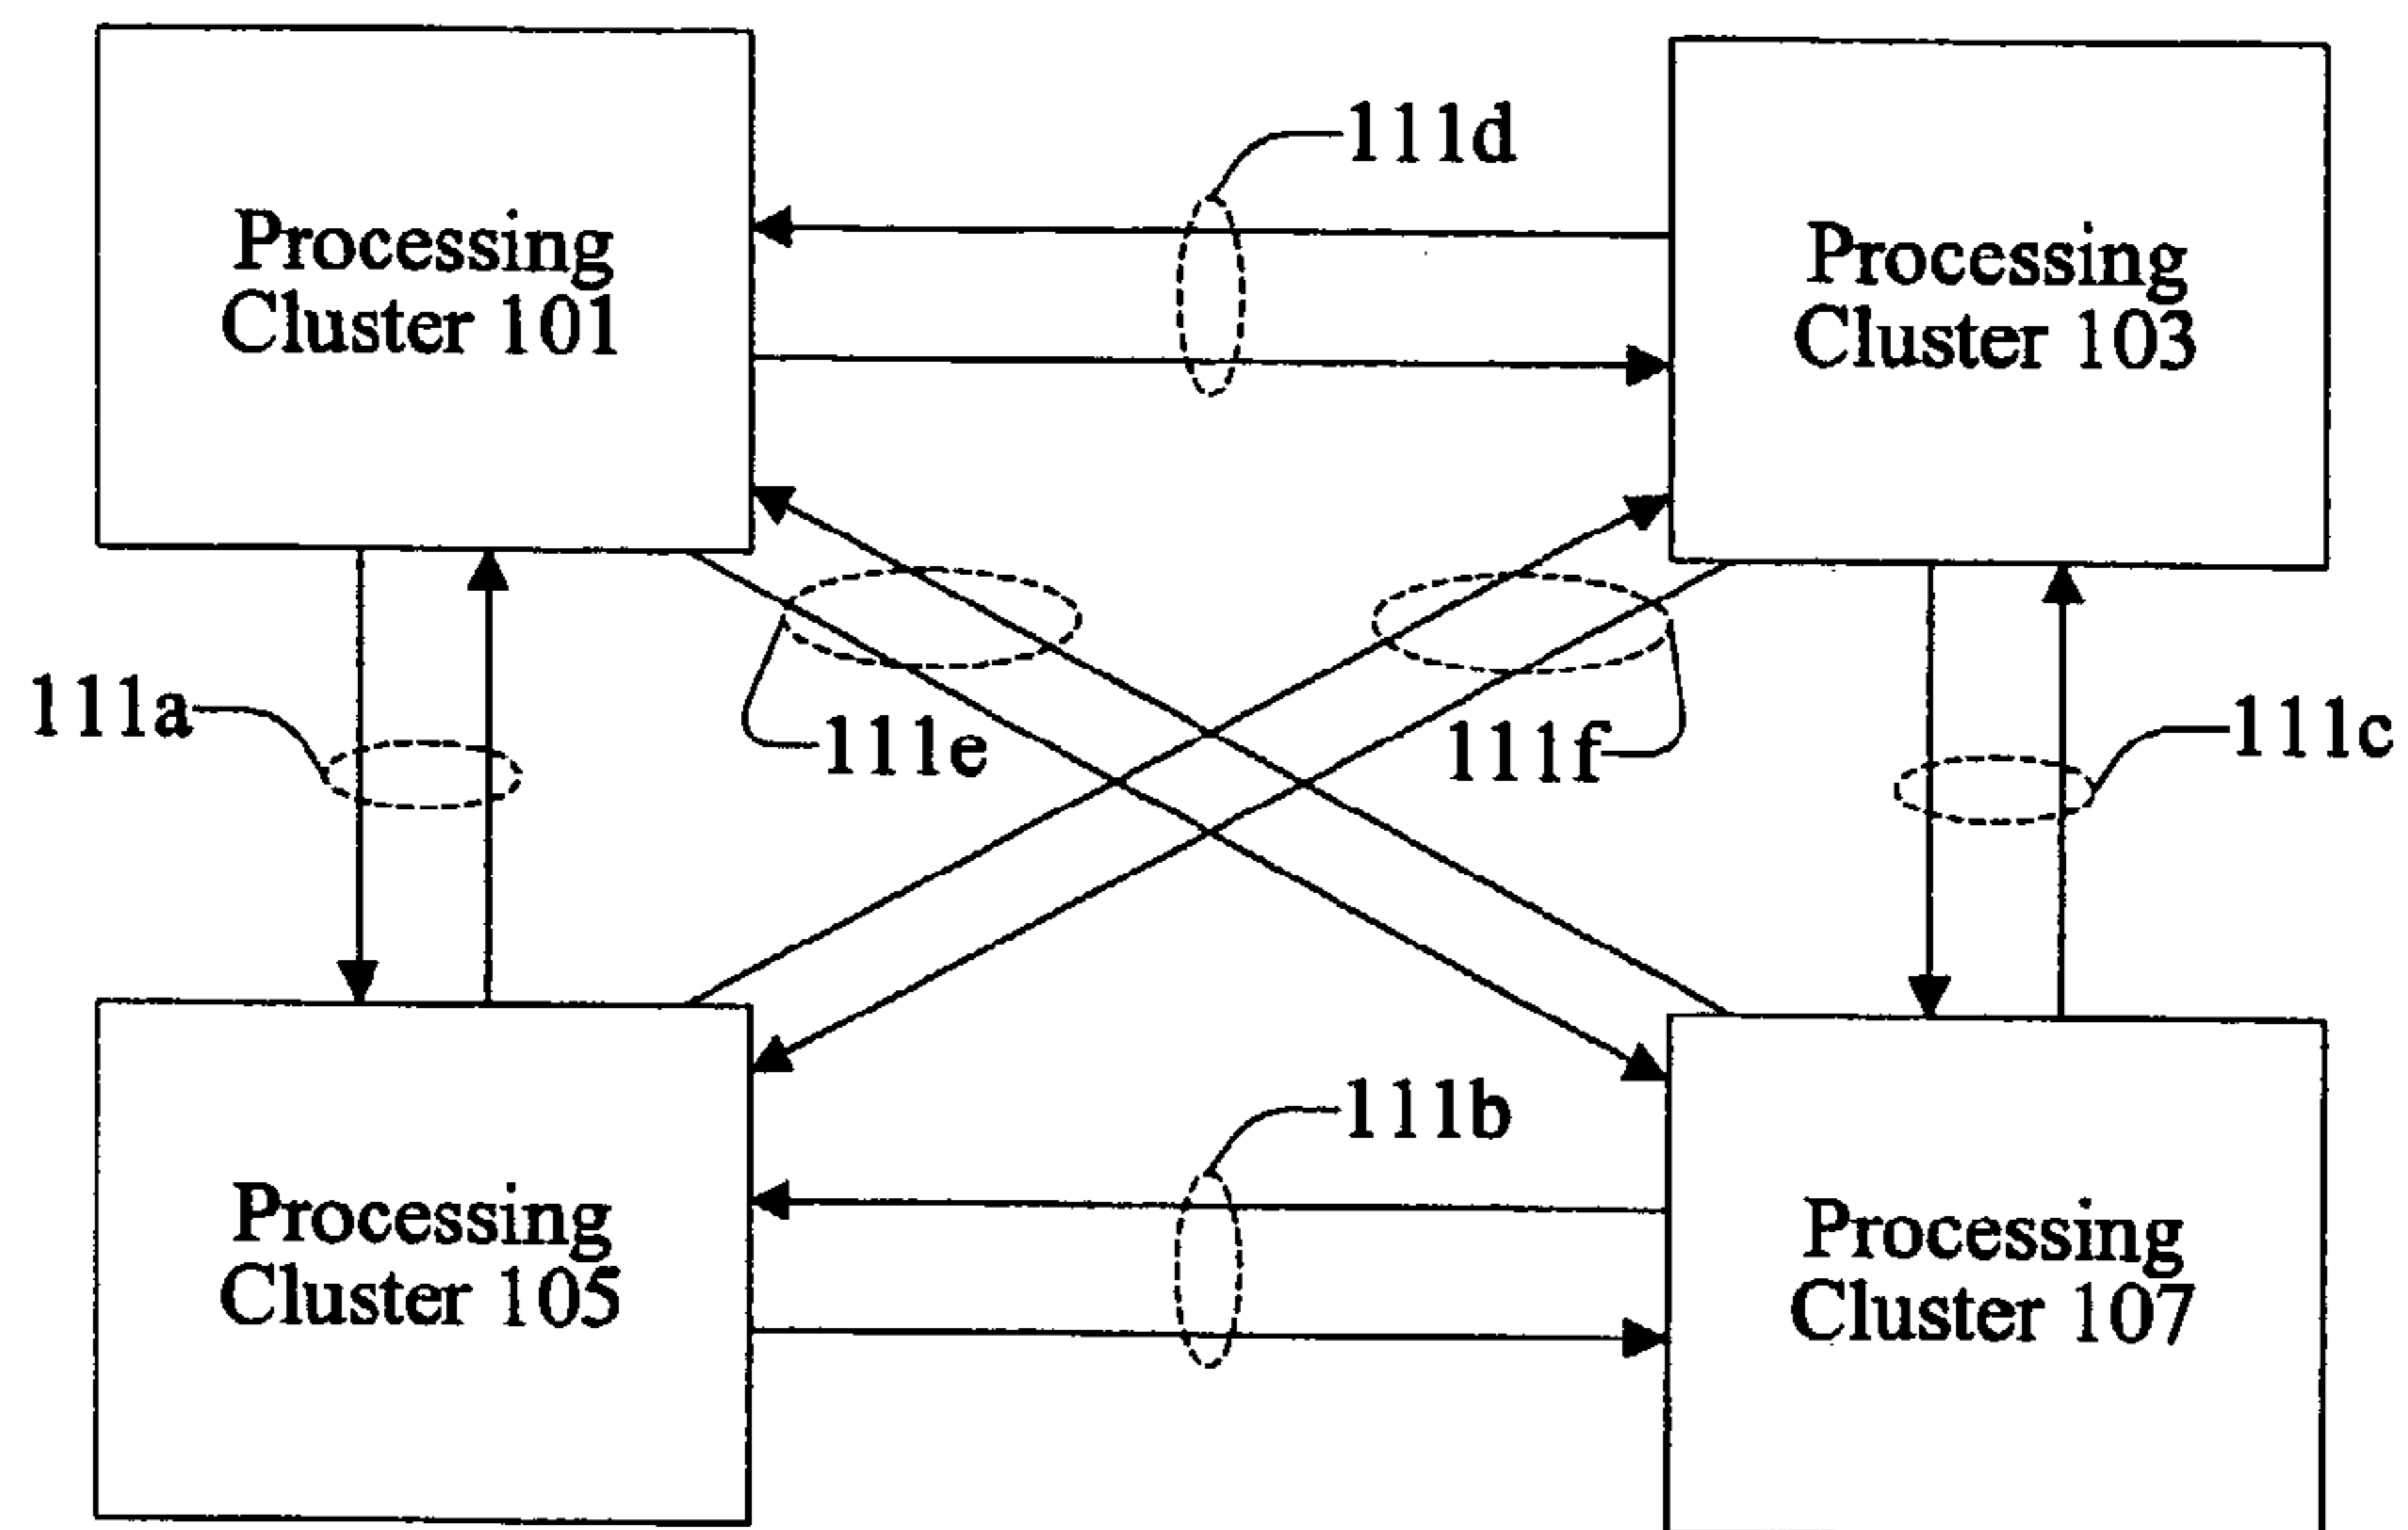 111d
Processing
Cluster 101
Processing
Cluster 103
111a
111e
111f
111c
111b
Processing
Cluster 105
Processing
Cluster 107